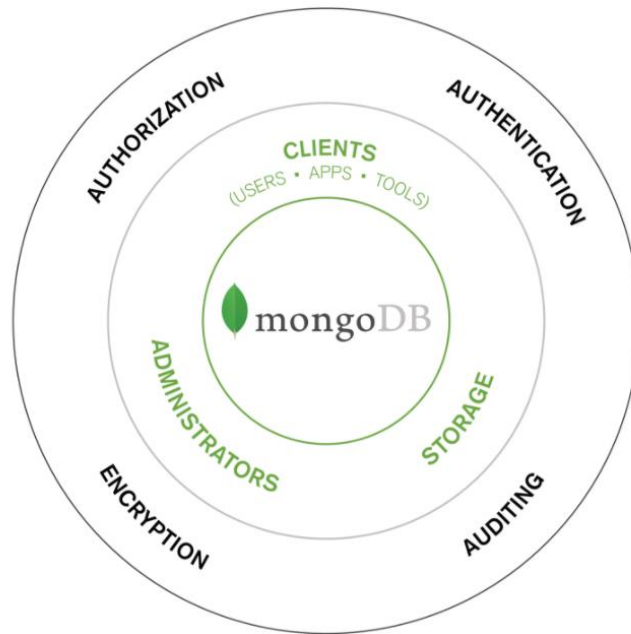 AUTHORIZATION
AUTHENTICATION
CLIENTS
(USERS • APPS • TOOLS)
mongoDB
ADMINISTRATORS
STORAGE
ENCRYPTION
AUDITING